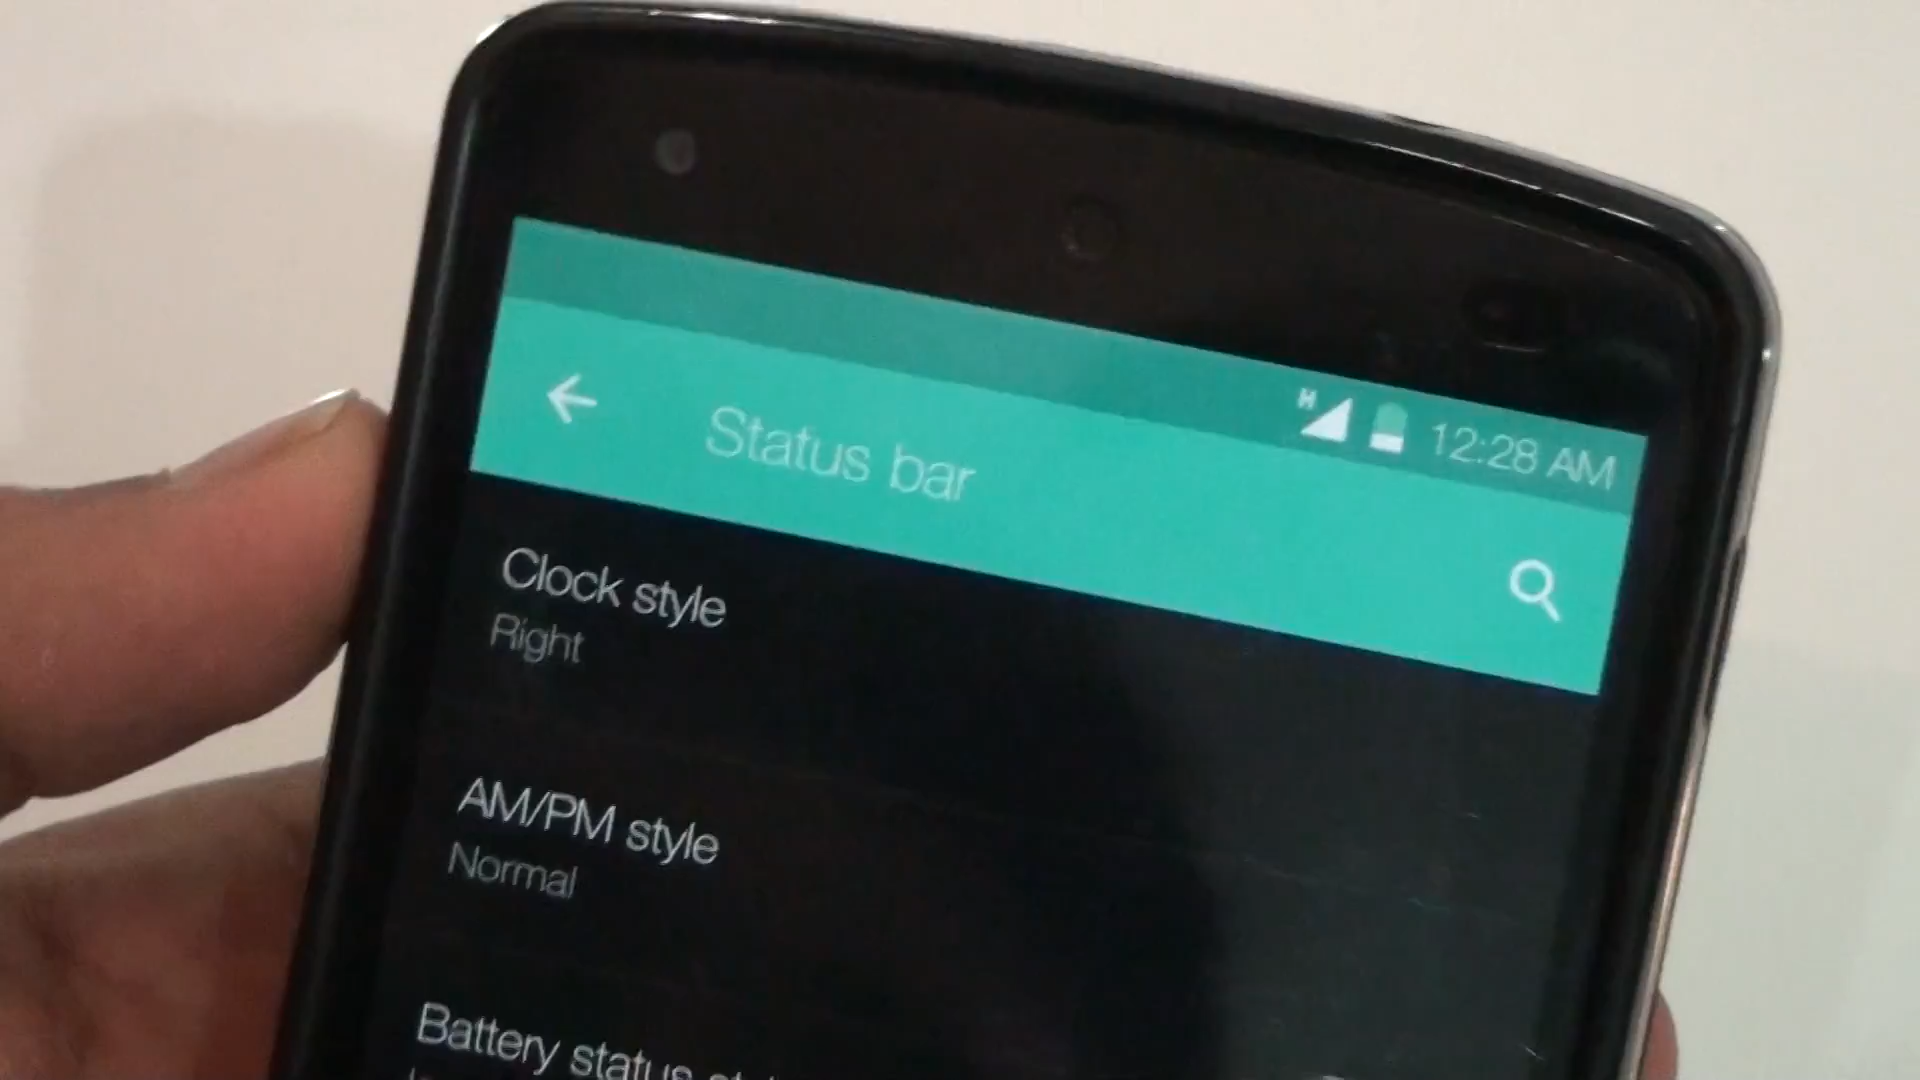 H 12:28 AM
Status bar
Clock style
Right
AM/PM style
Normal
Battery status